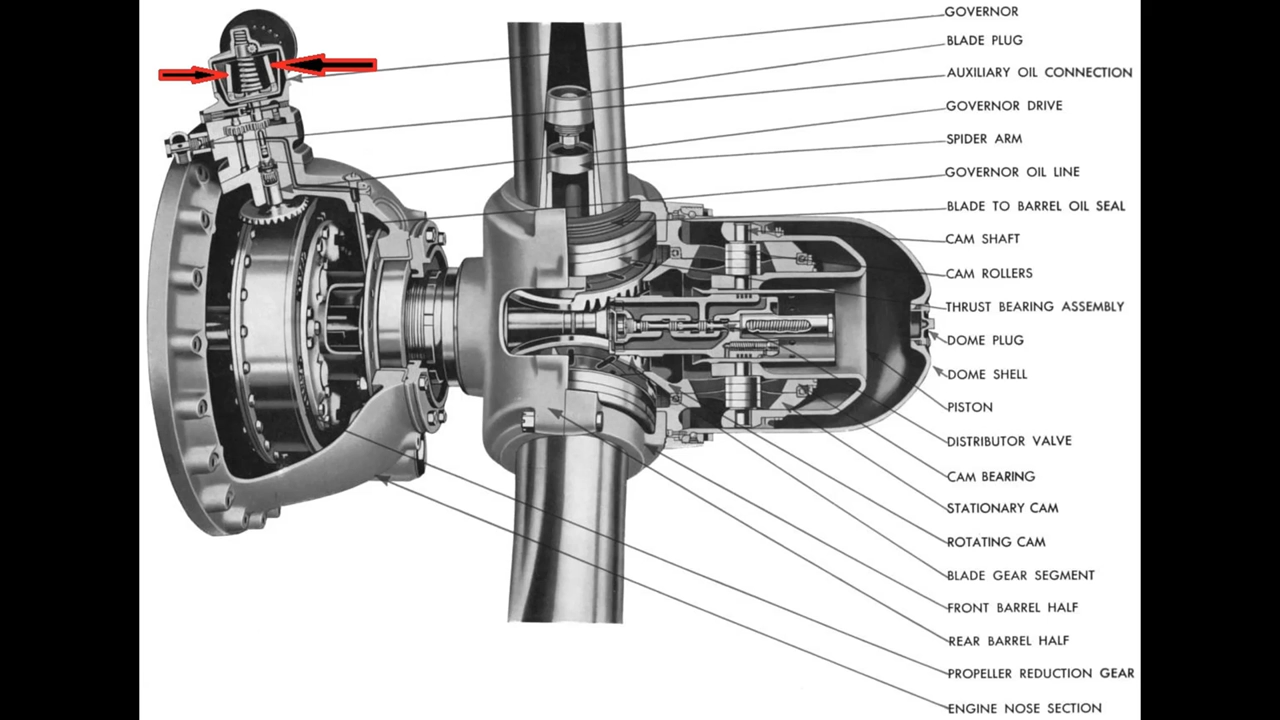 GOVERNOR
BLADE PLUG
AUXILIARY OIL CONNECTION
GOVERNOR DRIVE
SPIDER ARM
GOVERNOR OIL LINE
BLADE TO BARREL OIL SEAL
CAM SHAFT
CAM ROLLERS
THRUST BEARING ASSEMBLY
DOME PLUG
DOME SHELL
PISTON
DISTRIBUTOR VALVE
CAM BEARING
STATIONARY CAM
ROTATING CAM
BLADE GEAR SEGMENT
FRONT BARREL HALF
REAR BARREL HALF
PROPELLER REDUCTION GEAR
ENGINE NOSE SECTION